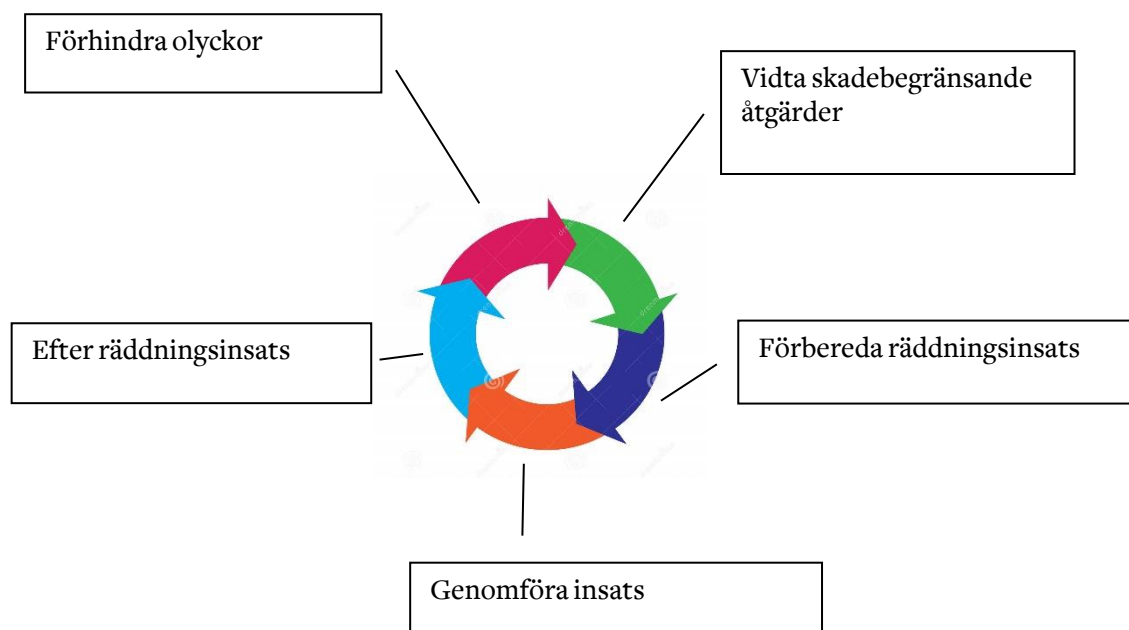 Förhindra olyckor
Vidta skadebegränsande
åtgärder
Efter räddningsinsats
Förbereda räddningsinsats
Genomföra insats